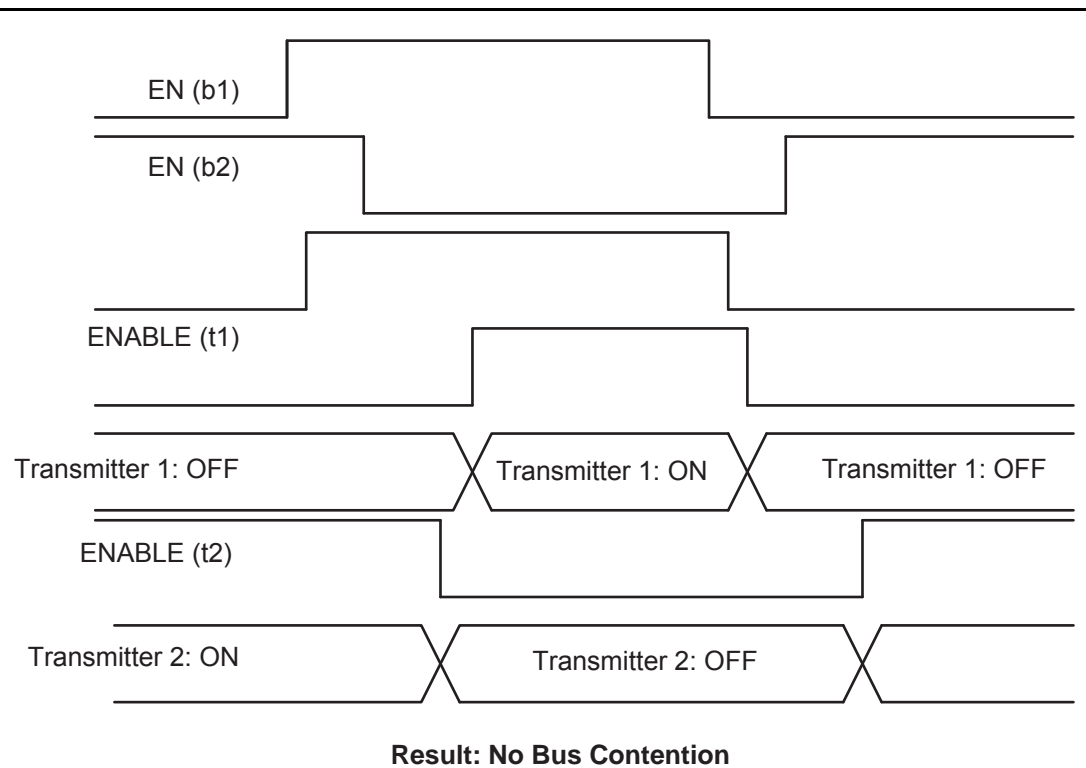 EN (b1)
EN (b2)
ENABLE (t1)
Transmitter 1: OFF
Transmitter 1: ON
Transmitter 1: OFF
ENABLE (t2)
Transmitter 2: ON
Transmitter 2: OFF
Result: No Bus Contention